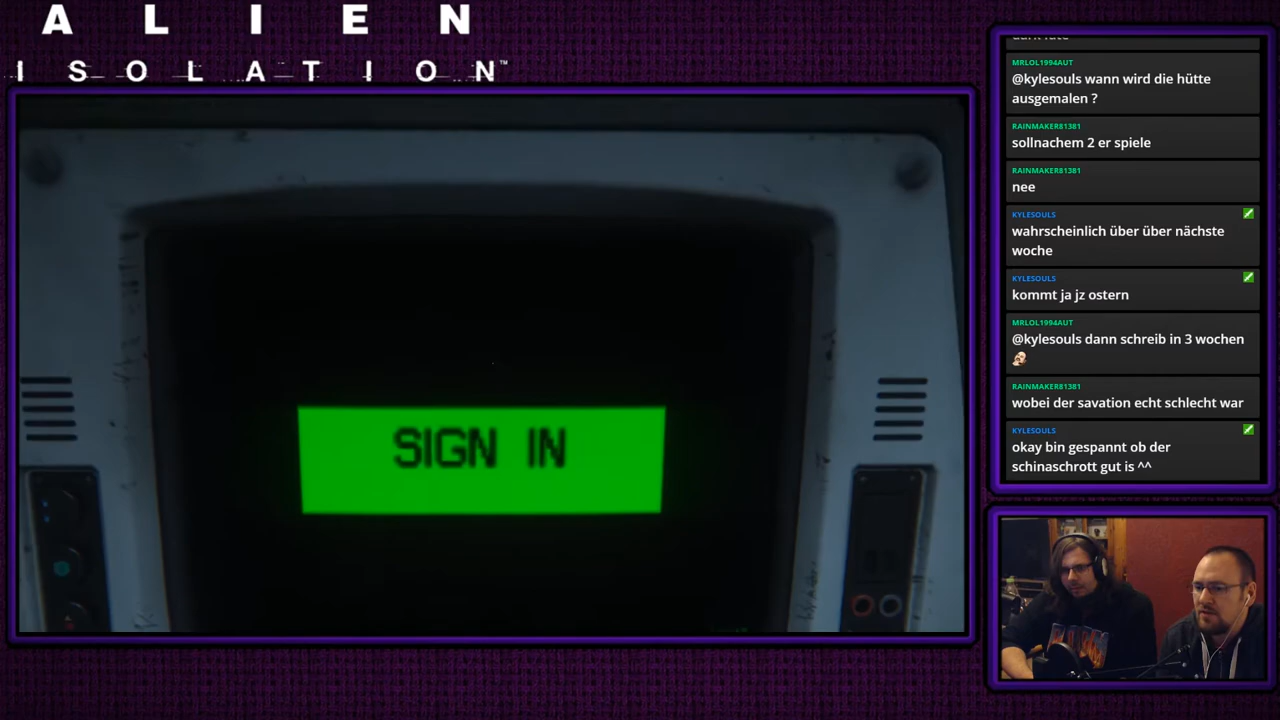 ALIEN
ISOLATION™
SIGN IN
MRLOL1994AUT
@kylesouls wann wird die hütte
ausgemalen ?
RAINMAKER81381
sollnachem 2 er spiele
RAINMAKER81381
nee
KYLESOULS
wahrscheinlich über über nächste
woche
KYLESOULS
kommt ja jz ostern
MRLOL1994AUT
@kylesouls dann schreib in 3 wochen
RAINMAKER81381
wobei der savation echt schlecht war
KYLESOULS
okay bin gespannt ob der
schinaschrott gut is ^^